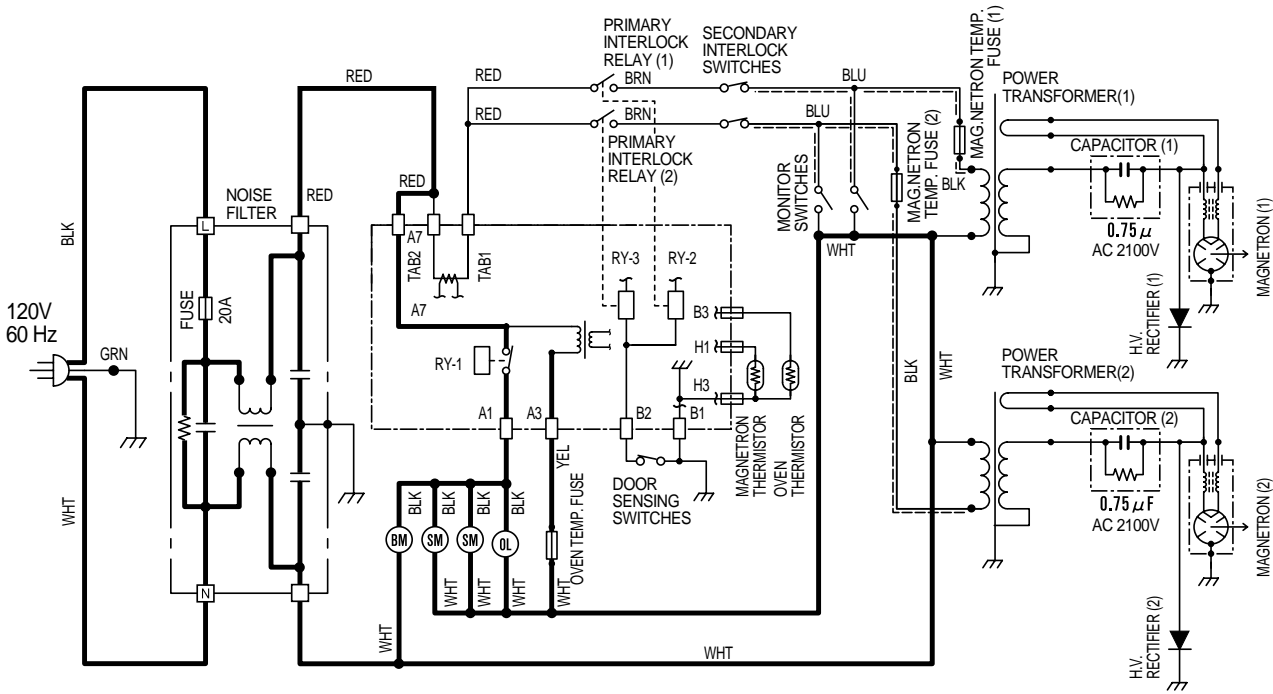 PRIMARY
INTERLOCK
RELAY (1)
SECONDARY
INTERLOCK
SWITCHES
MAG.NETRON TEMP.
FUSE (1)
POWER
TRANSFORMER(1)
RED
RED
BRN
BLU
RED
BRN
BLU
PRIMARY
INTERLOCK
RELAY (2)
MONITOR
SWITCHES
MAG.NETRON
TEMP. FUSE (2)
BLK
CAPACITOR (1)
0.75 μ
AC 2100V
MAGNETRON (1)
H.V.
RECTIFIER (1)
NOISE
FILTER
RED
RED
BLK
L
FUSE
20A
120V
60 Hz
GRN
WHT
N
A7
TAB2
TAB1
A7
RY-3
RY-2
WHT
B3
H1
H3
RY-1
A1
A3
B2
B1
YEL
OVEN TEMP. FUSE
DOOR
SENSING
SWITCHES
MAGNETRON
THERMISTOR
OVEN
THERMISTOR
BLK
WHT
BLK
BLK
BLK
BLK
BM
SM
SM
OL
WHT
WHT
WHT
WHT
WHT
WHT
POWER
TRANSFORMER(2)
CAPACITOR (2)
0.75 μF
AC 2100V
MAGNETRON (2)
H.V.
RECTIFIER (2)